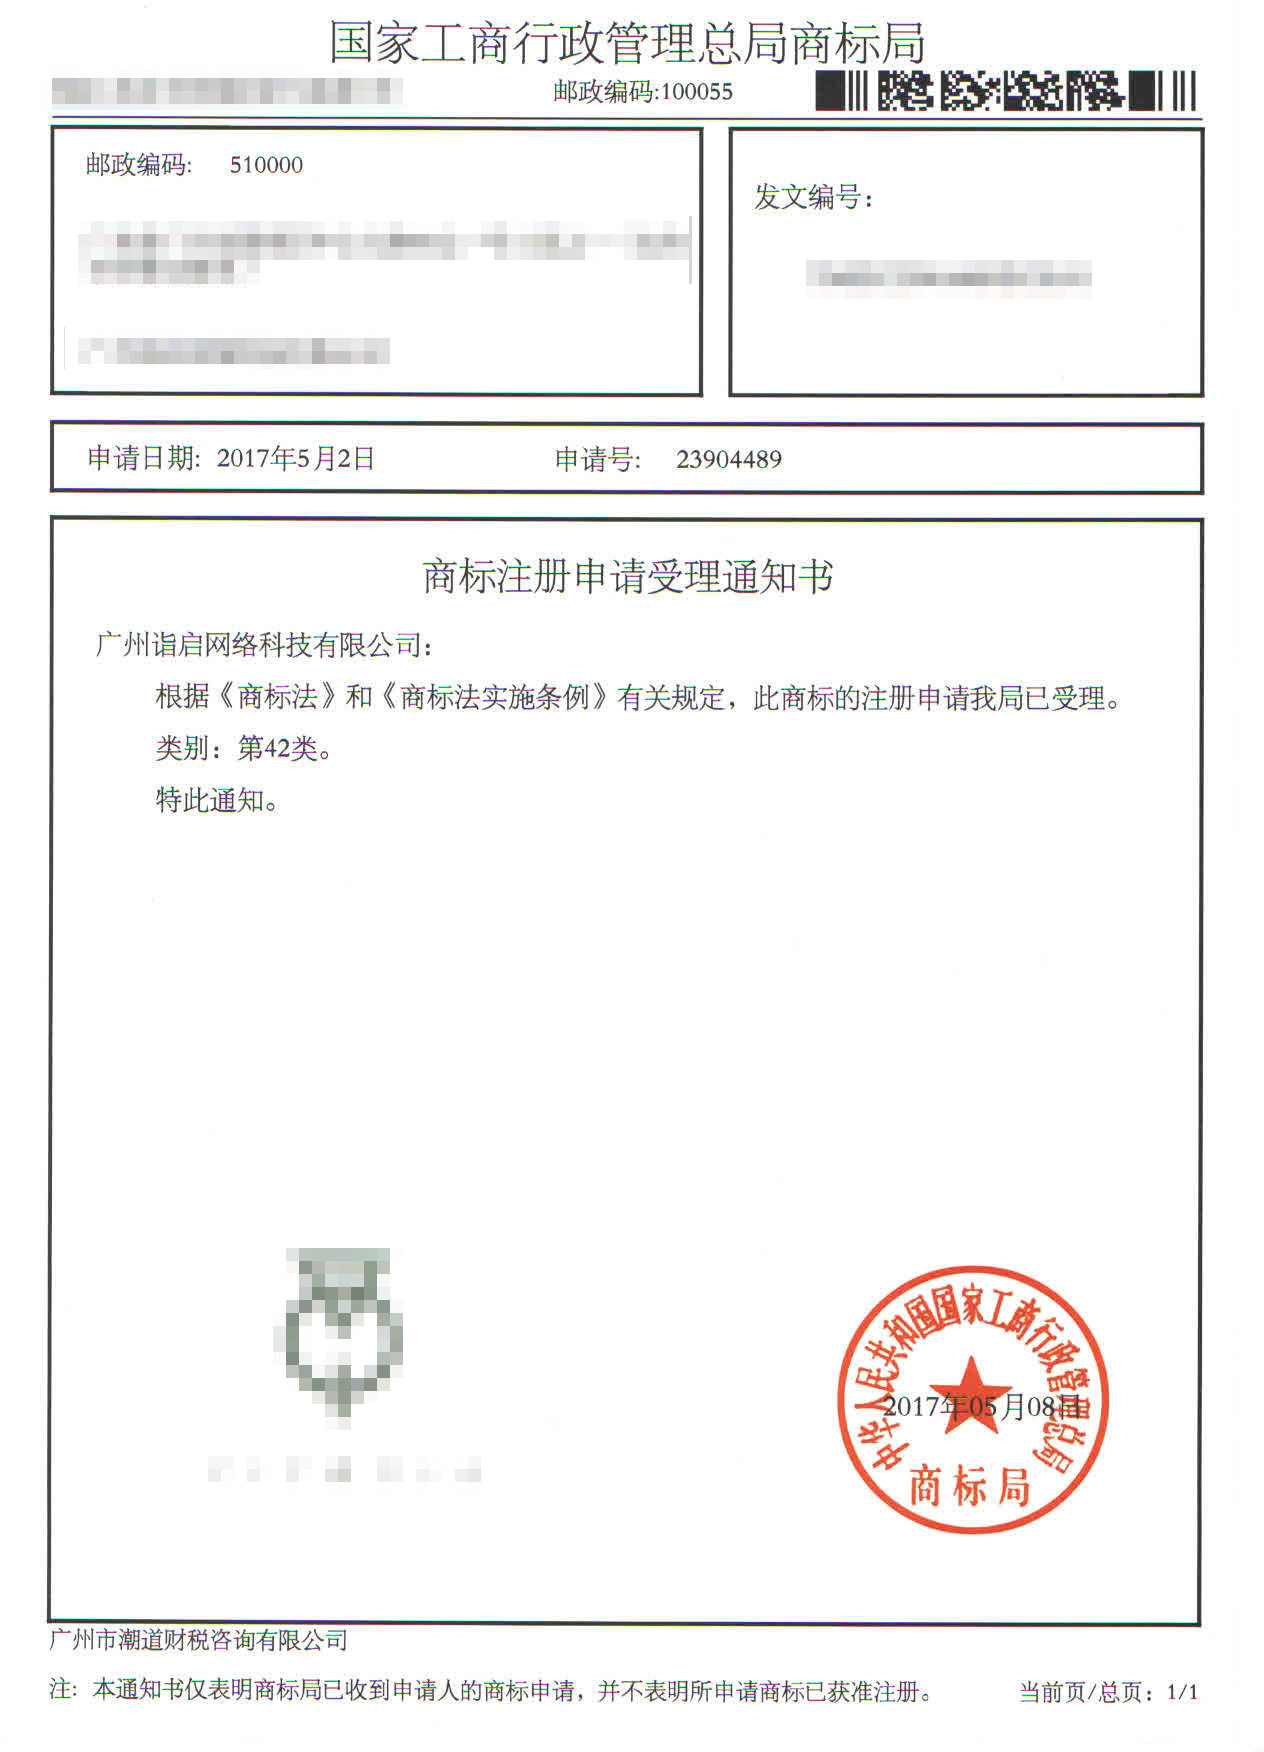 国家工商行政管理总局商标局
邮政编码:100055
邮政编码: 510000
发文编号：
申请日期: 2017年5月2日 申请号: 23904489
商标注册申请受理通知书
广州诣启网络科技有限公司：
根据《商标法》和《商标法实施条例》有关规定，此商标的注册申请我局已受理。
类别：第42类。
特此通知。
中华人民共和国国家工商行政管理总局
2017年05月08日
商标局
广州市潮道财税咨询有限公司
注: 本通知书仅表明商标局已收到申请人的商标申请，并不表明所申请商标已获准注册。 当前页/总页：1/1